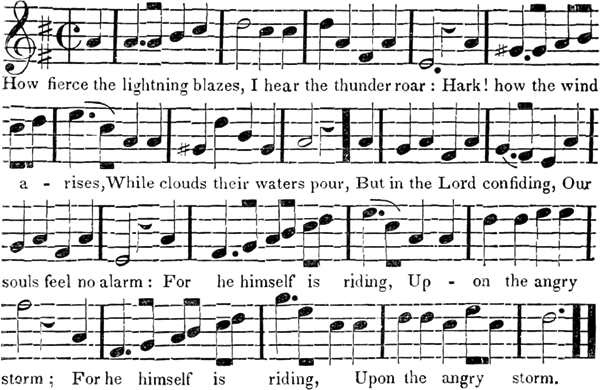 How fierce the lightning blazes, I hear the thunder roar : Hark! how the wind
a - rises, While clouds their waters pour, But in the Lord confiding, Our
souls feel no alarm : For he himself is riding, Up - on the angry
storm ; For he himself is riding, Upon the angry storm.